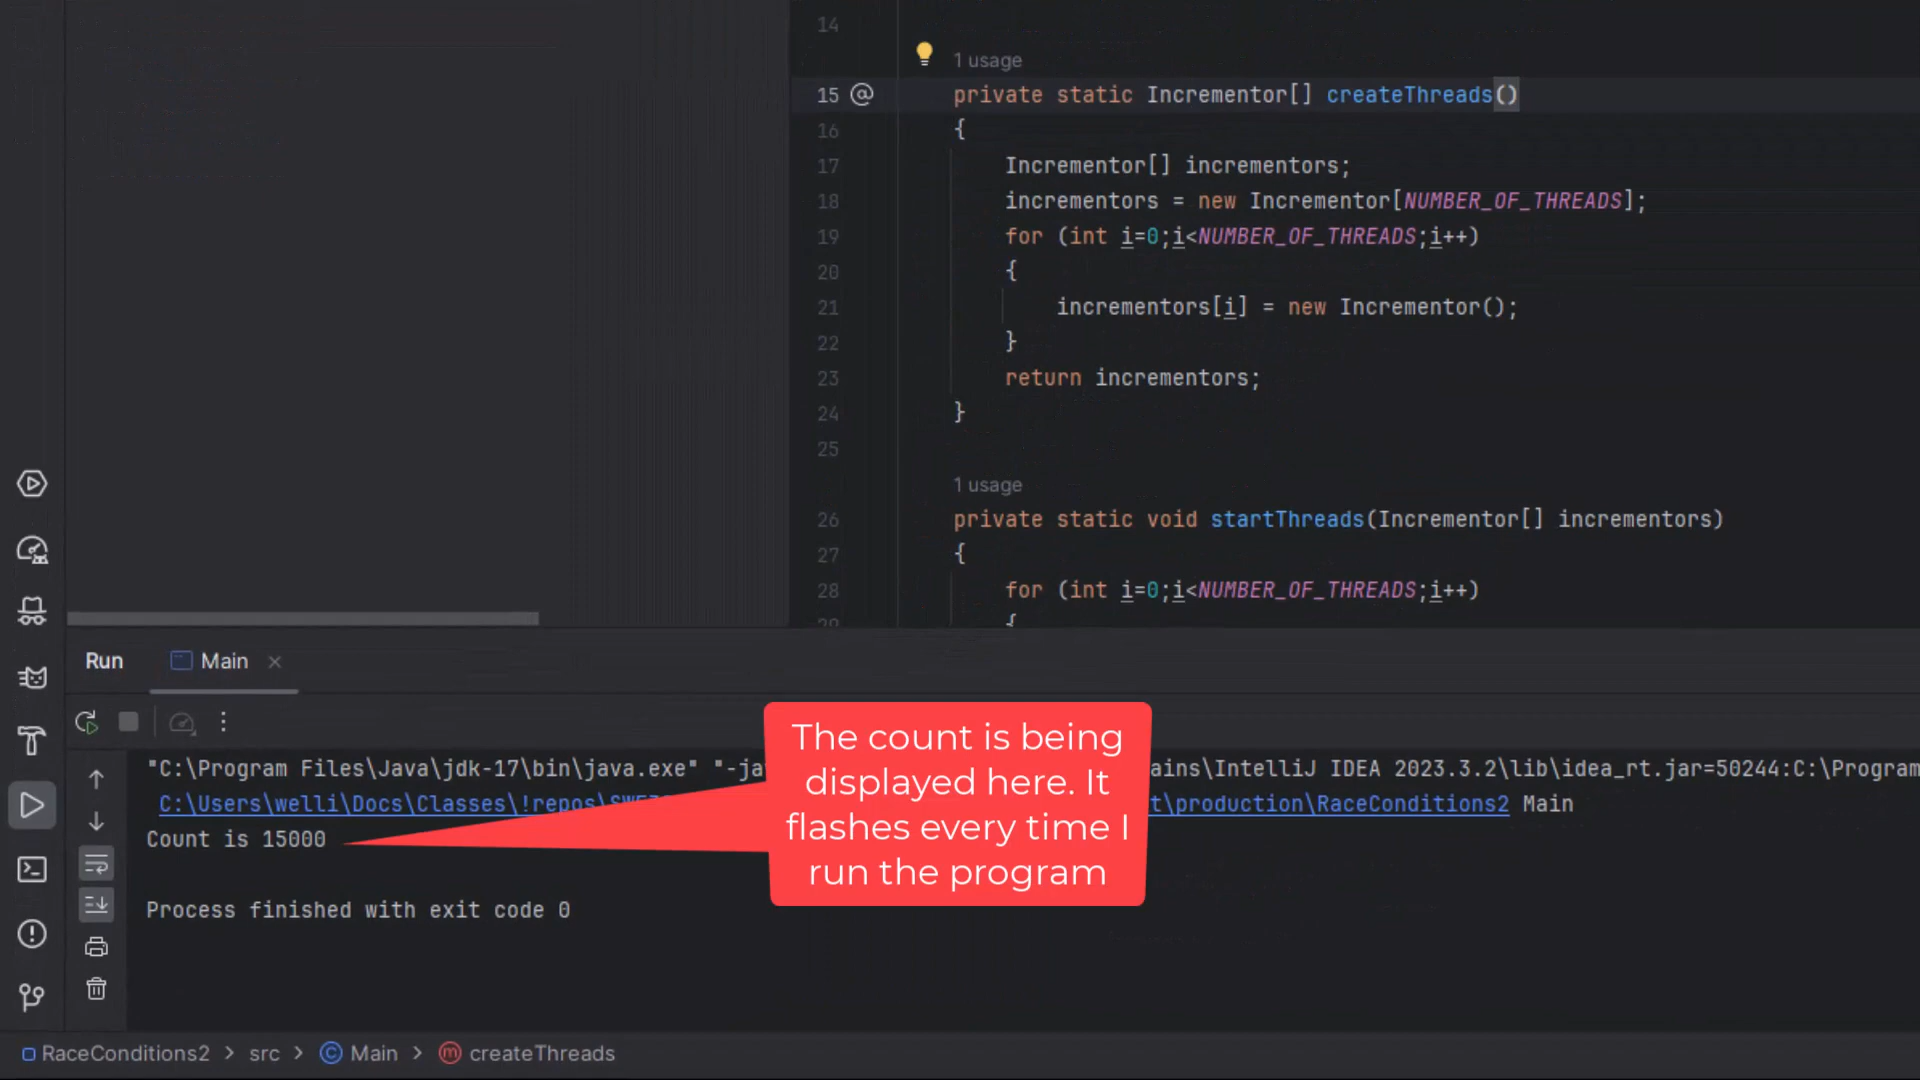 14
1 usage
15 @ private static Incrementor[] createThreads()
16 {
17 Incrementor[] incrementors;
18 incrementors = new Incrementor[NUMBER_OF_THREADS];
19 for (int i=0;i<NUMBER_OF_THREADS;i++)
20 {
21 incrementors[i] = new Incrementor();
22 }
23 return incrementors;
24 }
25
1 usage
26 private static void startThreads(Incrementor[] incrementors)
27 {
28 for (int i=0;i<NUMBER_OF_THREADS;i++)
{
Run Main
"C:\Program Files\Java\jdk-17\bin\java.exe" ains\IntelliJ IDEA 2023.3.2\lib\idea_rt.jar=50244:C:\Program
C:\Users\welli\Docs\Classes\!repos\ t\production\RaceConditions2 Main
Count is 15000
Process finished with exit code 0
The count is being
displayed here. It
flashes every time I
run the program
RaceConditions2 > src > Main > createThreads